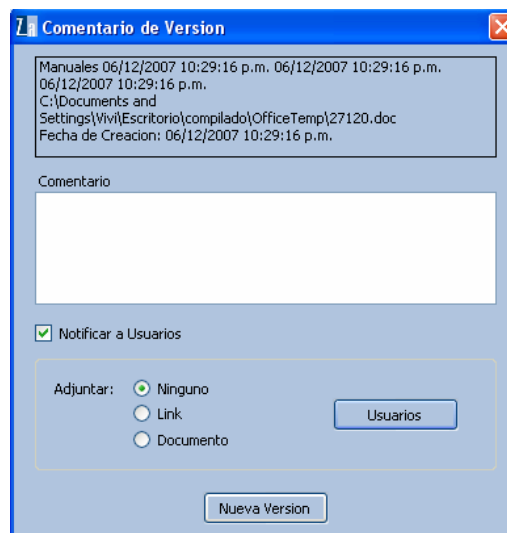 Za Comentario de Version
Manuales 06/12/2007 10:29:16 p.m. 06/12/2007 10:29:16 p.m.
06/12/2007 10:29:16 p.m.
C:\Documents and
Settings\Vivi\Escritorio\compilado\OfficeTemp\27120.doc
Fecha de Creacion: 06/12/2007 10:29:16 p.m.
Comentario
Notificar a Usuarios
Adjuntar: Ninguno
Link
Usuarios
Documento
Nueva Version